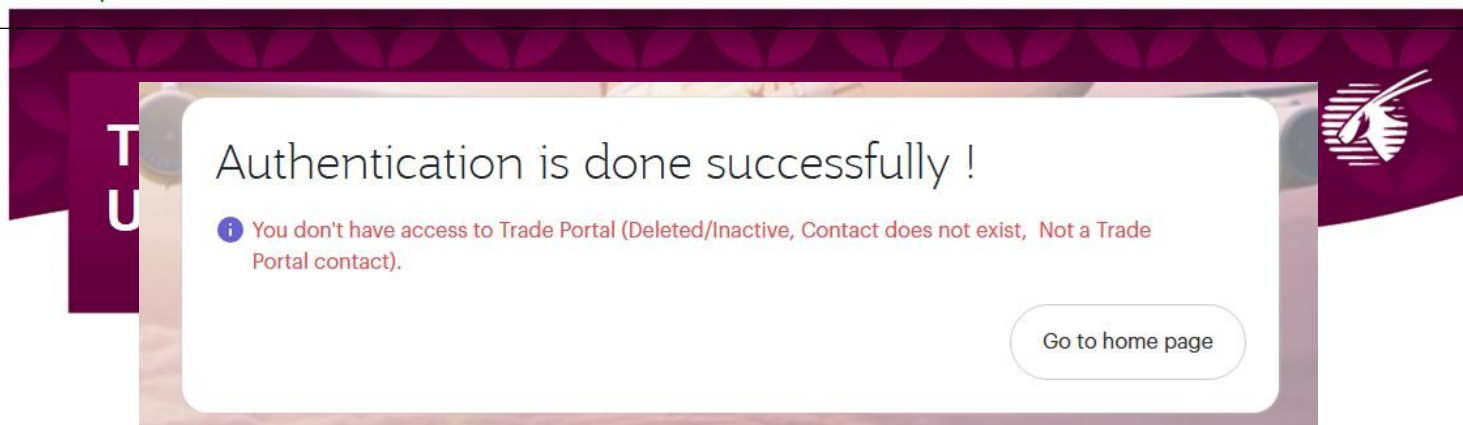 T
U
Authentication is done successfully !
You don't have access to Trade Portal (Deleted/Inactive, Contact does not exist, Not a Trade
Portal contact).
Go to home page